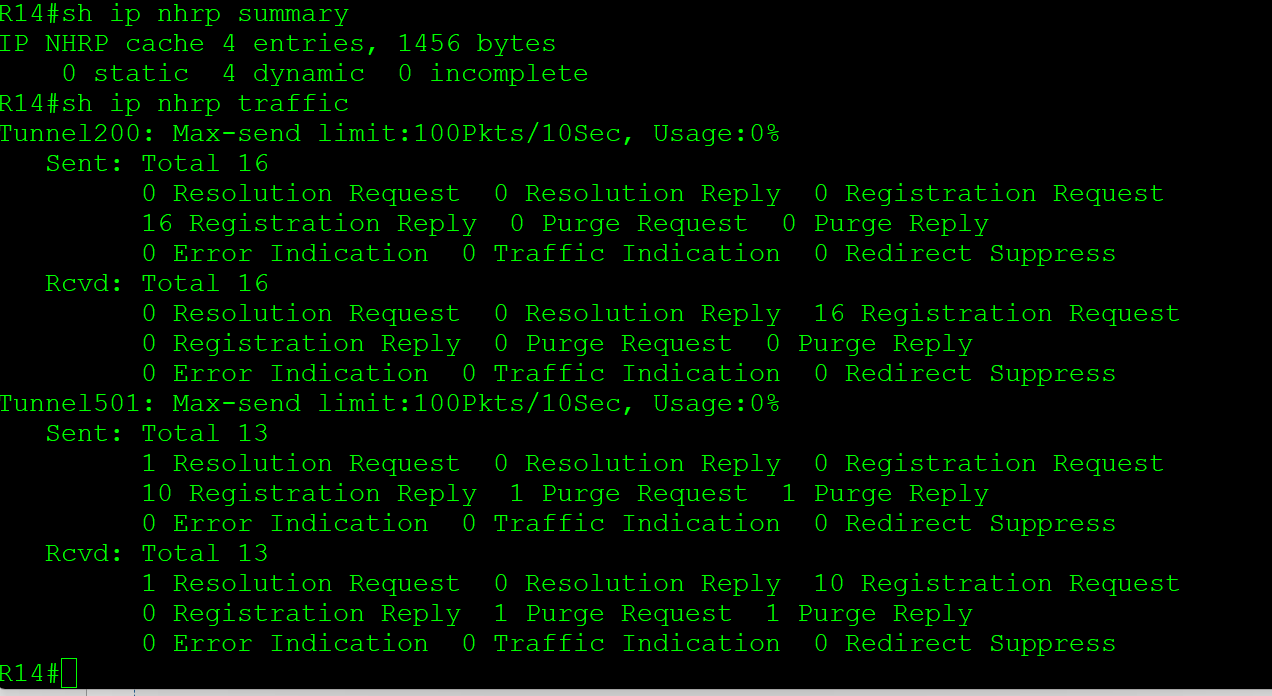 R14#sh ip nhrp summary
IP NHRP cache 4 entries, 1456 bytes
    0 static  4 dynamic  0 incomplete
R14#sh ip nhrp traffic
Tunnel200: Max-send limit:100Pkts/10Sec, Usage:0%
   Sent: Total 16
         0 Resolution Request  0 Resolution Reply  0 Registration Request
         16 Registration Reply  0 Purge Request  0 Purge Reply
         0 Error Indication  0 Traffic Indication  0 Redirect Suppress
   Rcvd: Total 16
         0 Resolution Request  0 Resolution Reply  16 Registration Request
         0 Registration Reply  0 Purge Request  0 Purge Reply
         0 Error Indication  0 Traffic Indication  0 Redirect Suppress
Tunnel501: Max-send limit:100Pkts/10Sec, Usage:0%
   Sent: Total 13
         1 Resolution Request  0 Resolution Reply  0 Registration Request
         10 Registration Reply  1 Purge Request  1 Purge Reply
         0 Error Indication  0 Traffic Indication  0 Redirect Suppress
   Rcvd: Total 13
         1 Resolution Request  0 Resolution Reply  10 Registration Request
         0 Registration Reply  1 Purge Request  1 Purge Reply
         0 Error Indication  0 Traffic Indication  0 Redirect Suppress
R14#